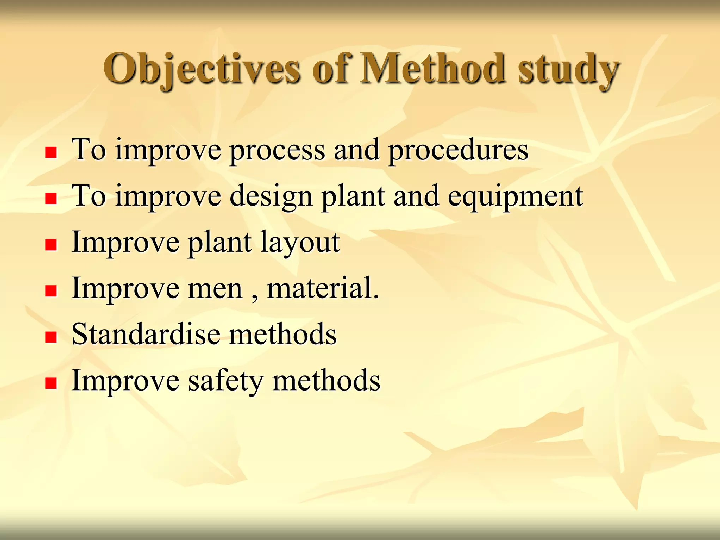 Objectives of Method study
To improve process and procedures
To improve design plant and equipment
Improve plant layout
Improve men , material.
Standardise methods
Improve safety methods